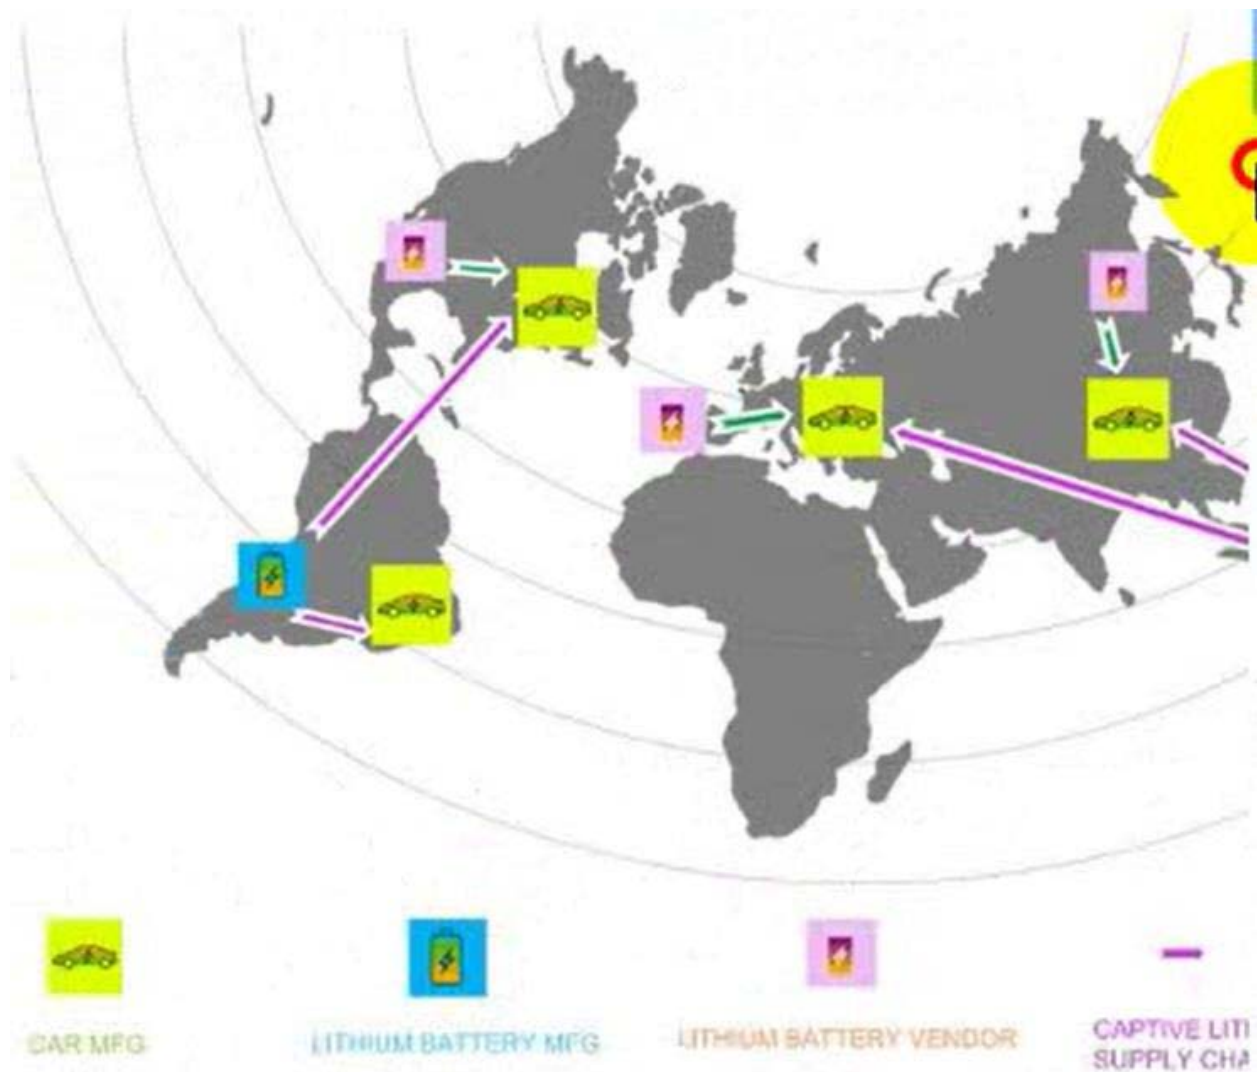 CAR MFG
LITHIUM BATTERY MFG
LITHIUM BATTERY VENDOR
CAPTIVE LITI
SUPPLY CHA